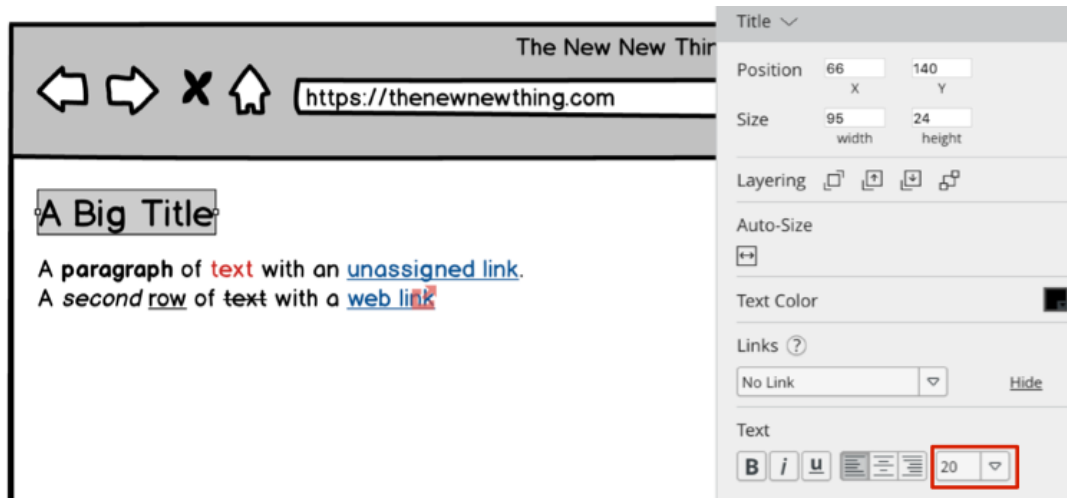 The New New Thin
https://thenewnewthing.com
A Big Title
A paragraph of text with an unassigned link.
A second row of text with a web link
Title
Position 66 140
X Y
Size 95 24
width height
Layering
Auto-Size
Text Color
Links ?
No Link Hide
Text
B i u 20